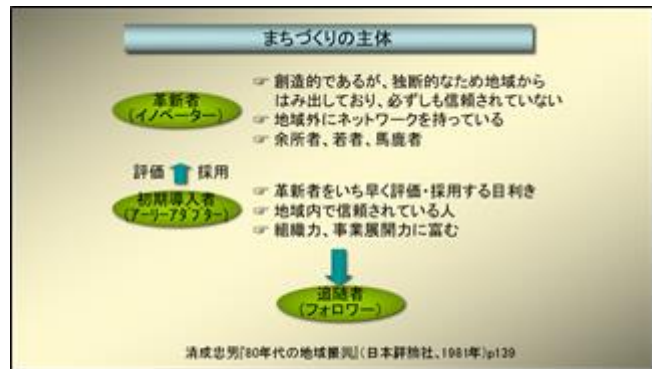 まちづくりの主体
革新者
(イノベーター)
☞ 創造的であるが、独断的なため地域から
はみ出しており、必ずしも信頼されていない
☞ 地域外にネットワークを持っている
☞ 余所者、若者、馬鹿者
評価 採用
初期導入者
(アーリーアダプター)
☞ 革新者をいち早く評価・採用する目利き
☞ 地域内で信頼されている人
☞ 組織力、事業展開力に富む
追随者
(フォロワー)
清成忠男『80年代の地域振興』(日本評論社、1981年)p139